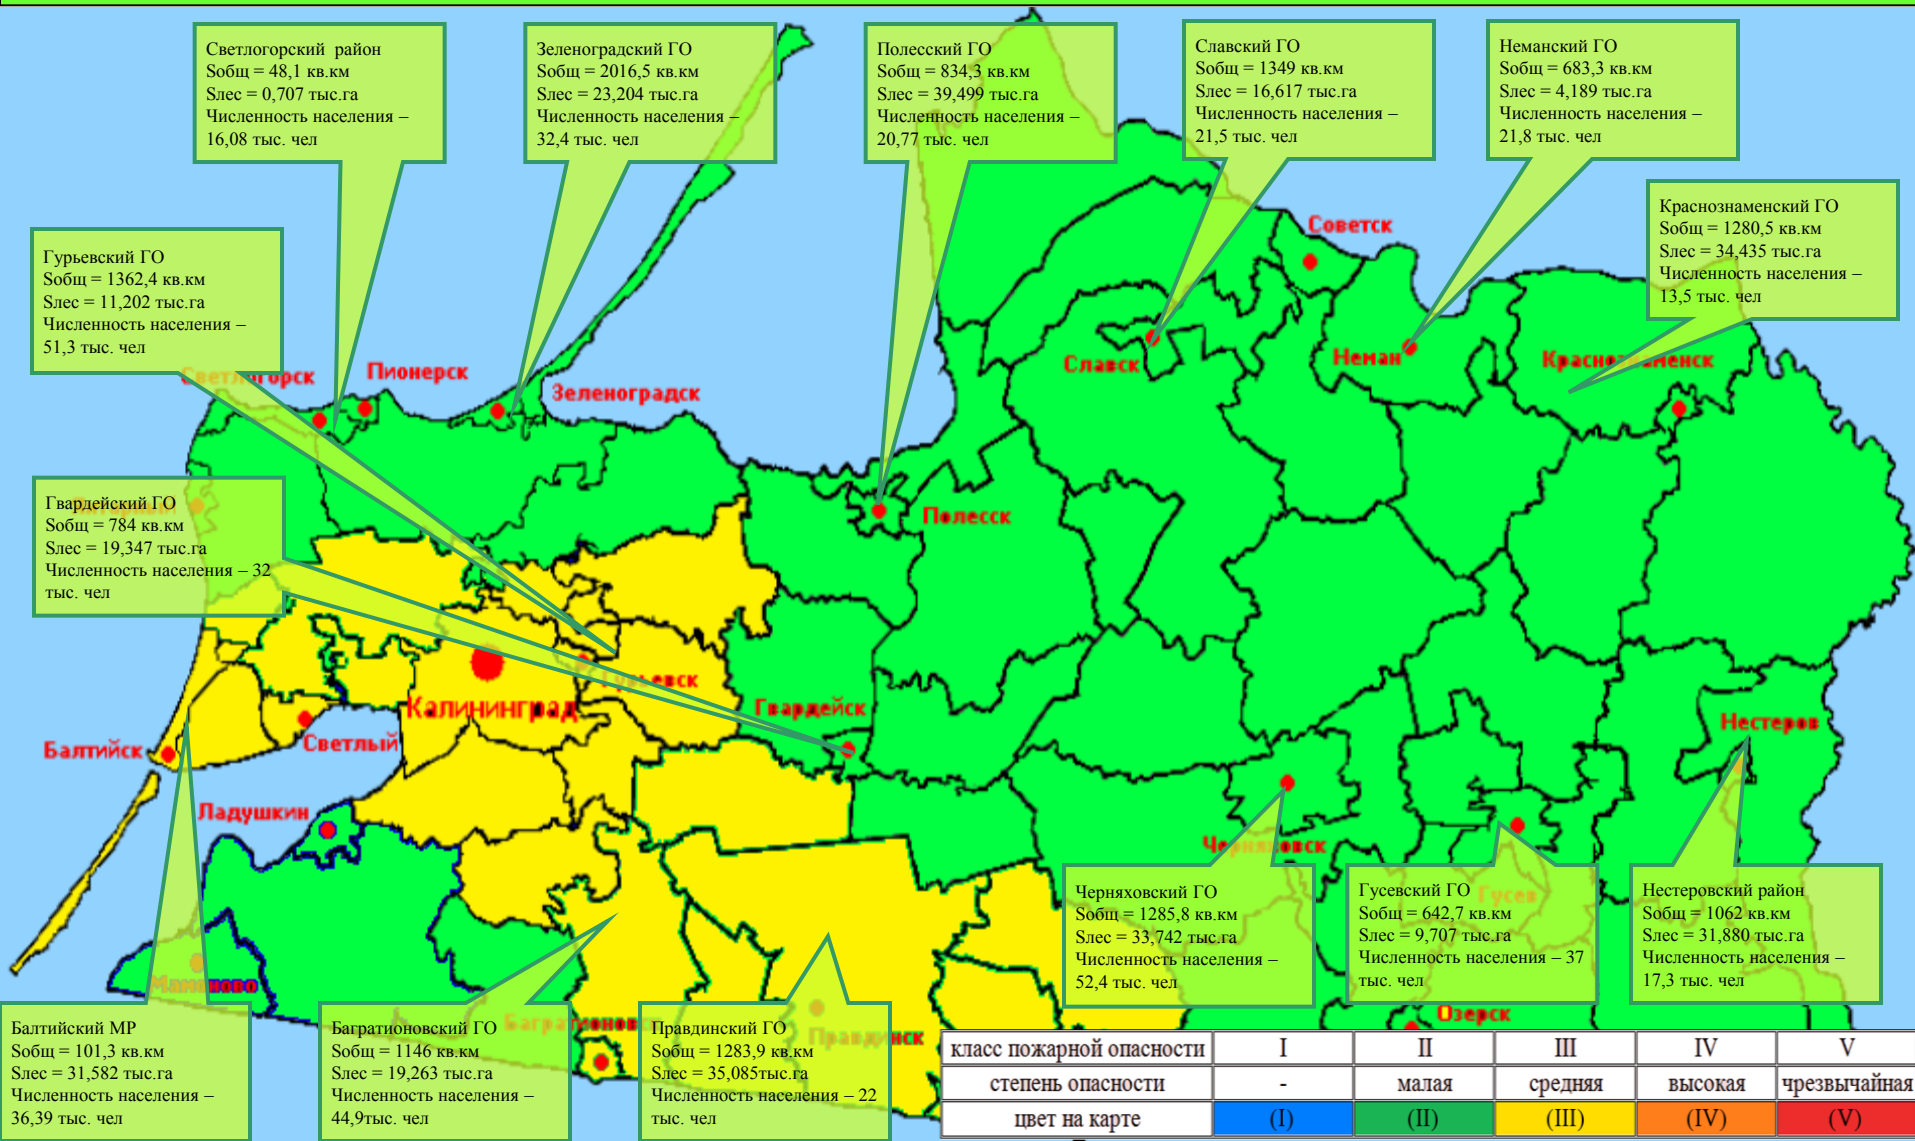 Светлогорский район
Sобщ = 48,1 кв.км
Sлес = 0,707 тыс.га
Численность населения –
16,08 тыс. чел
Зеленоградский ГО
Sобщ = 2016,5 кв.км
Sлес = 23,204 тыс.га
Численность населения –
32,4 тыс. чел
Полесский ГО
Sобщ = 834,3 кв.км
Sлес = 39,499 тыс.га
Численность населения –
20,77 тыс. чел
Славский ГО
Sобщ = 1349 кв.км
Sлес = 16,617 тыс.га
Численность населения –
21,5 тыс. чел
Неманский ГО
Sобщ = 683,3 кв.км
Sлес = 4,189 тыс.га
Численность населения –
21,8 тыс. чел
Краснознаменский ГО
Sобщ = 1280,5 кв.км
Sлес = 34,435 тыс.га
Численность населения –
13,5 тыс. чел
Гурьевский ГО
Sобщ = 1362,4 кв.км
Sлес = 11,202 тыс.га
Численность населения –
51,3 тыс. чел
Советск
Славск
Неман
Краснознаменск
Светлогорск
Пионерск
Зеленоградск
Гвардейский ГО
Sобщ = 784 кв.км
Sлес = 19,347 тыс.га
Численность населения – 32
тыс. чел
Полесск
Гурьевск
Калининград
Гвардейск
Нестеров
Балтийск
Светлый
Ладушкин
Черняховск
Гусев
Черняховский ГО
Sобщ = 1285,8 кв.км
Sлес = 33,742 тыс.га
Численность населения –
52,4 тыс. чел
Гусевский ГО
Sобщ = 642,7 кв.км
Sлес = 9,707 тыс.га
Численность населения – 37
тыс. чел
Нестеровский район
Sобщ = 1062 кв.км
Sлес = 31,880 тыс.га
Численность населения –
17,3 тыс. чел
Мамоново
Багратионовск
Правдинск
Озерск
Балтийский МР
Sобщ = 101,3 кв.км
Sлес = 31,582 тыс.га
Численность населения –
36,39 тыс. чел
Багратионовский ГО
Sобщ = 1146 кв.км
Sлес = 19,263 тыс.га
Численность населения –
44,9тыс. чел
Правдинский ГО
Sобщ = 1283,9 кв.км
Sлес = 35,085тыс.га
Численность населения – 22
тыс. чел
класс пожарной опасности I II III IV V
степень опасности - малая средняя высокая чрезвычайная
цвет на карте (I) (II) (III) (IV) (V)